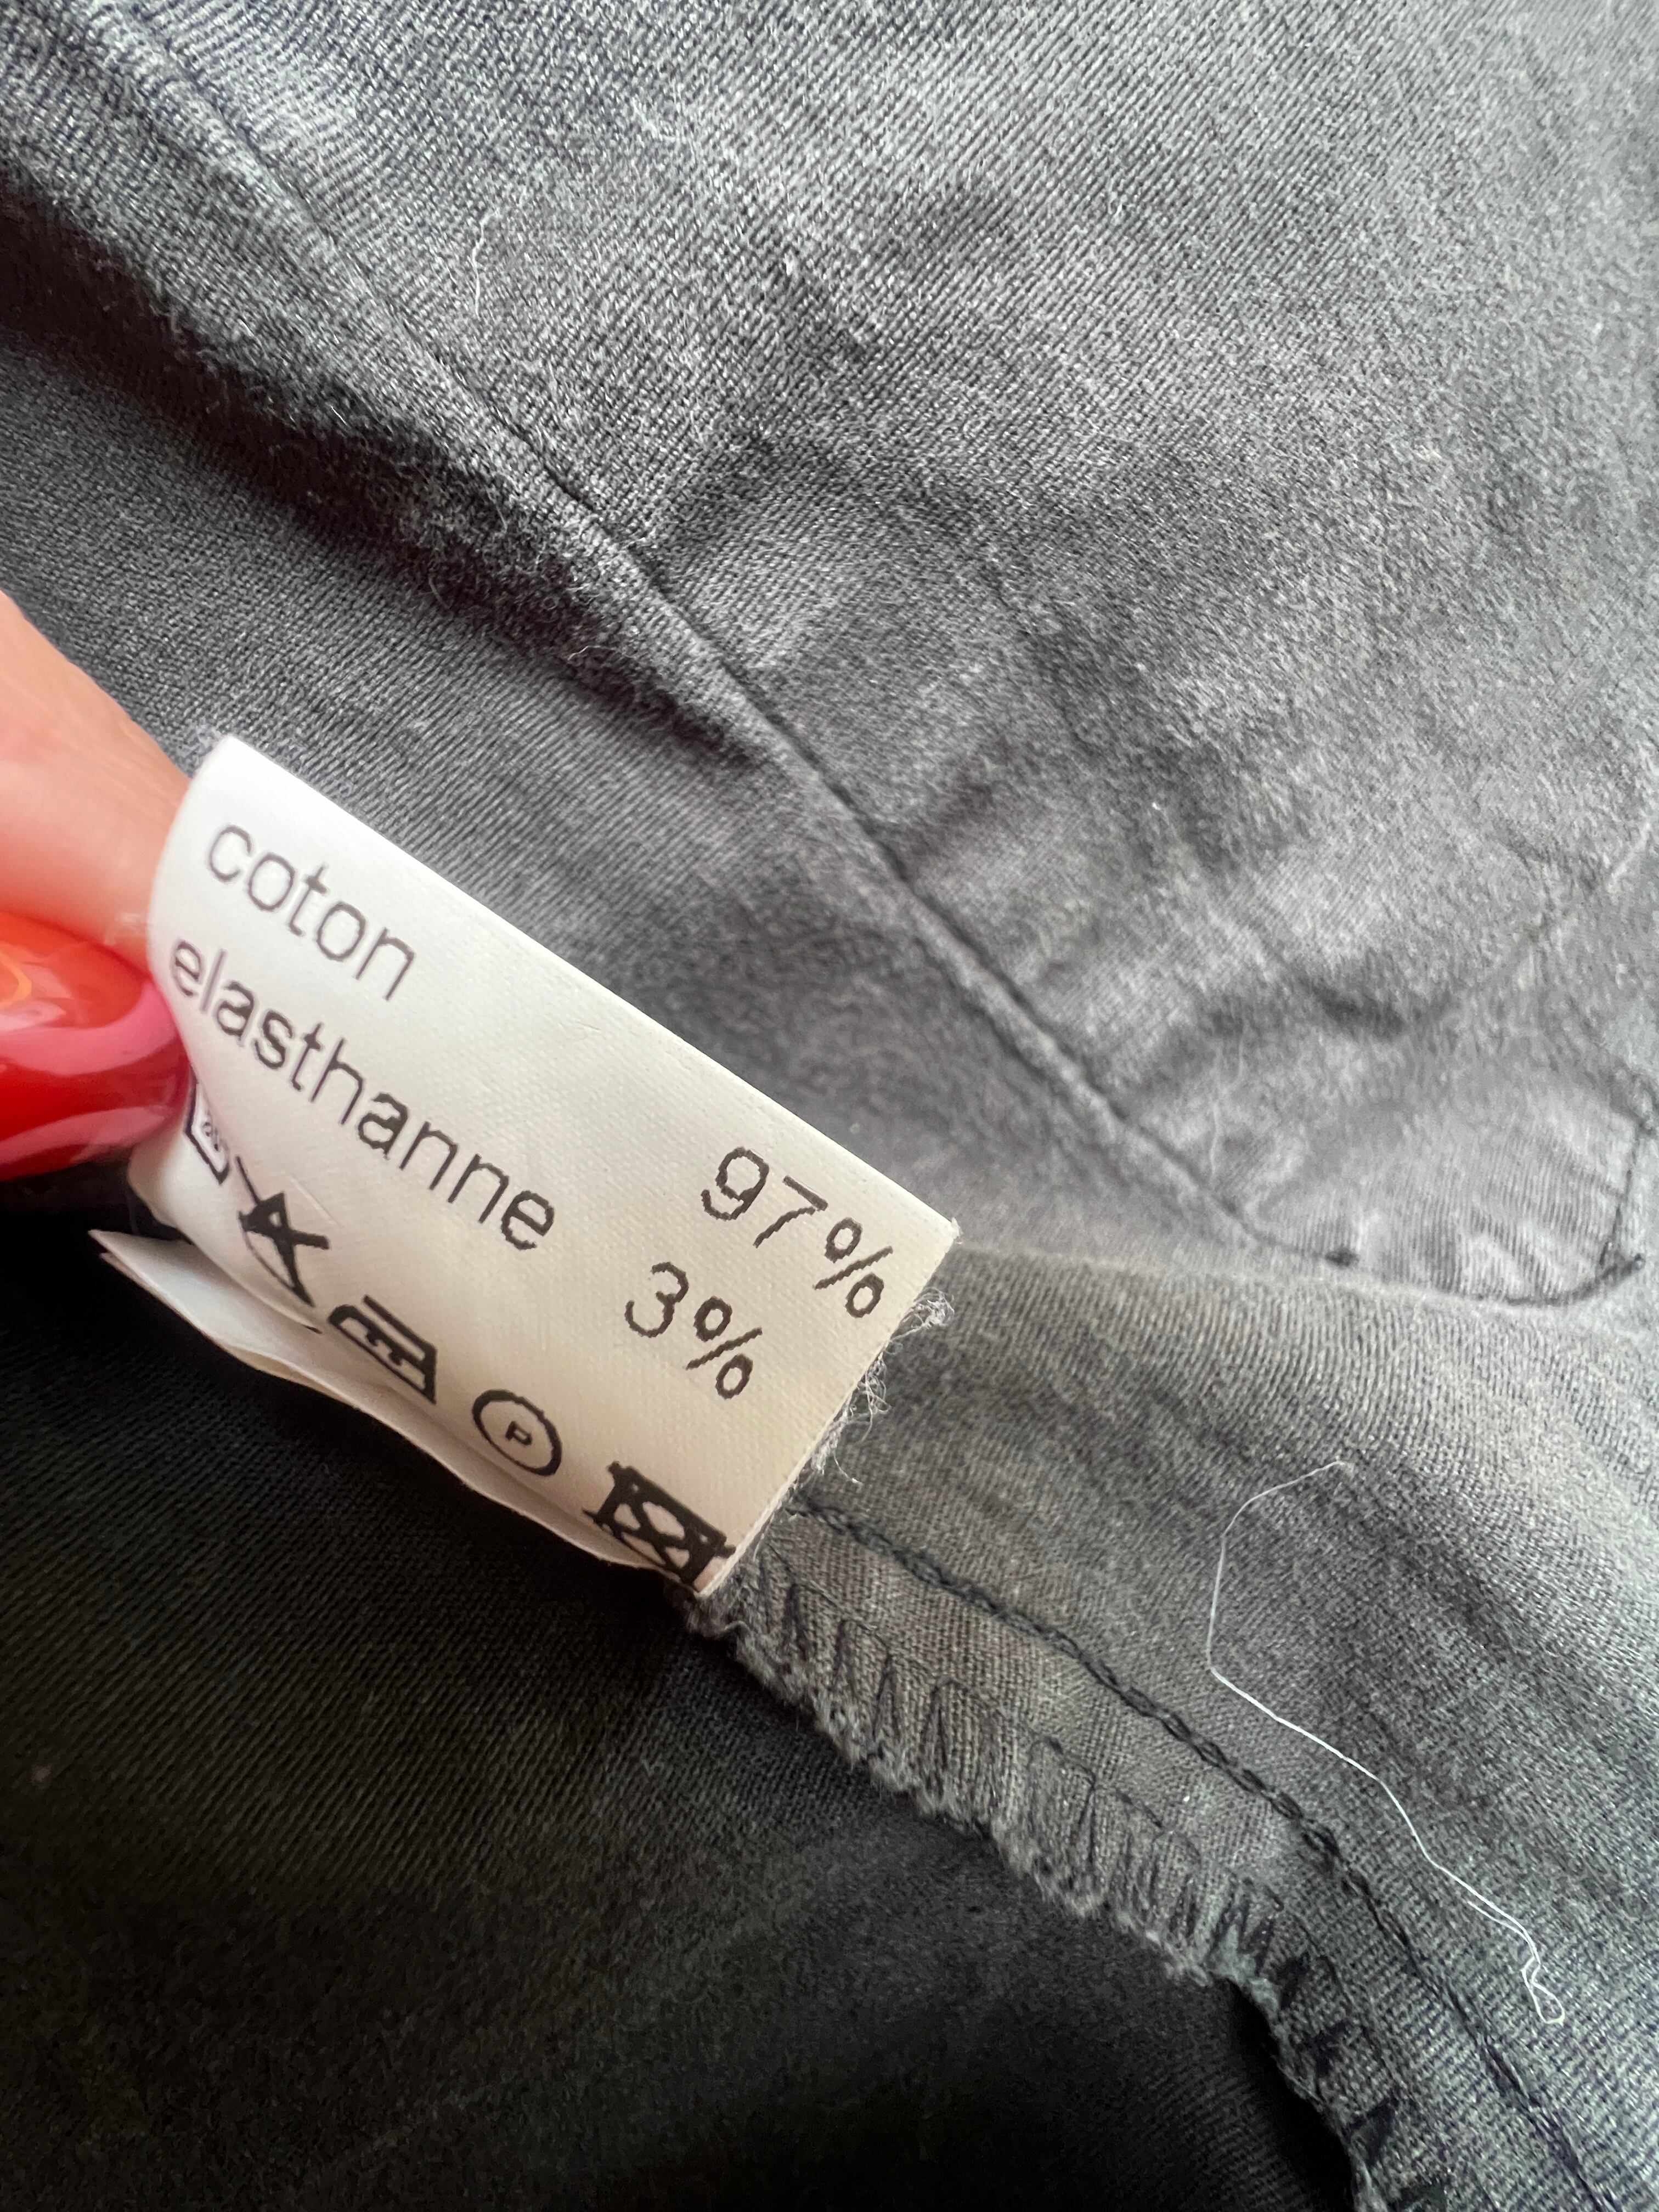 coton 97%
elasthanne 3%
P